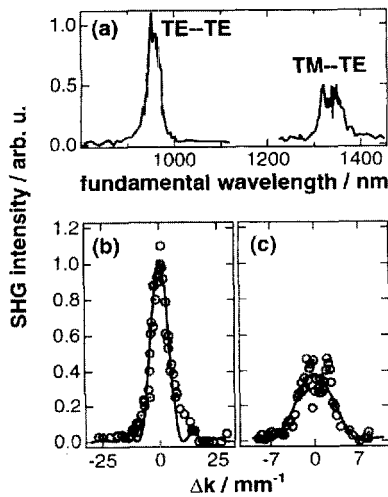 (a)
TE--TE
TM--TE
1.0
0.5
0.0
1000
1200
1400
fundamental wavelength / nm
SHG intensity / arb. u.
(b)
(c)
1.2
1.0
0.8
0.6
0.4
0.2
0.0
-25
0
25
-7
0
7
Δk / mm⁻¹